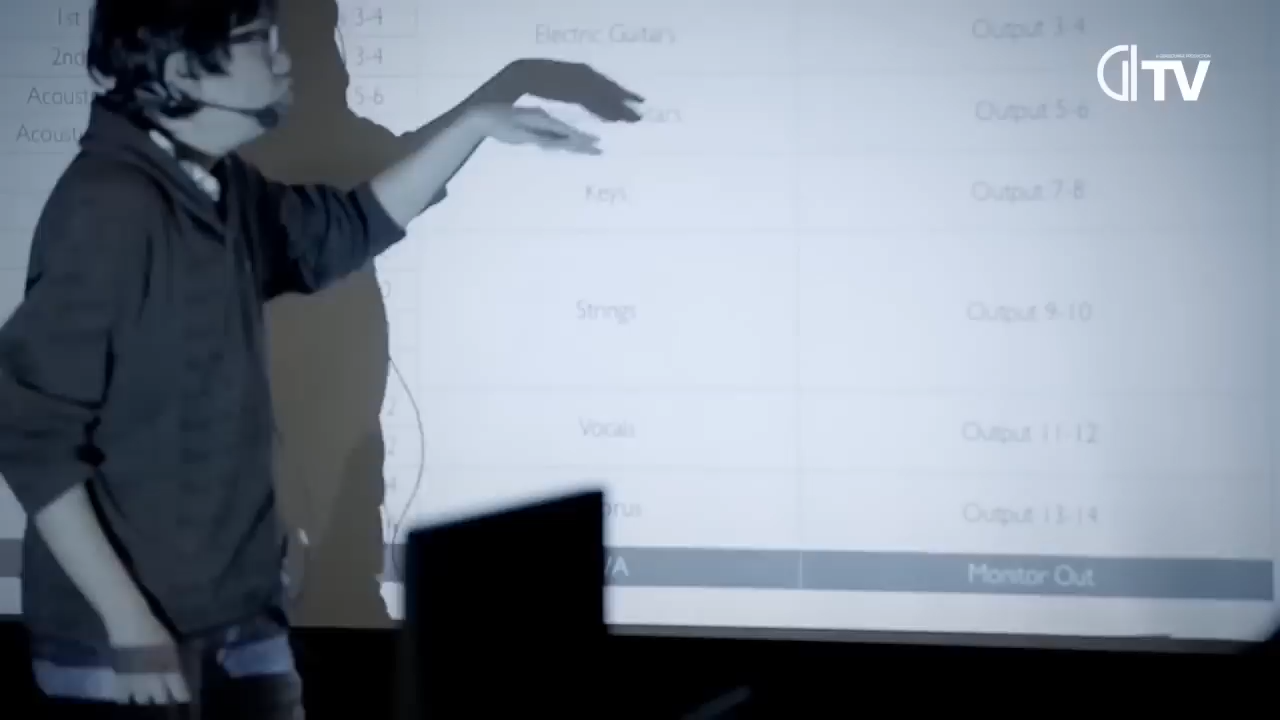 1st
3-4
Electric Guitars
Output 3-4
2nd
3-4
TV
Acoust
5-6
Output 5-6
Acoust
Keys
Output 7-8
Strings
Output 9-10
Vocals
Output 11-12
Output 13-14
/A
Monitor Out